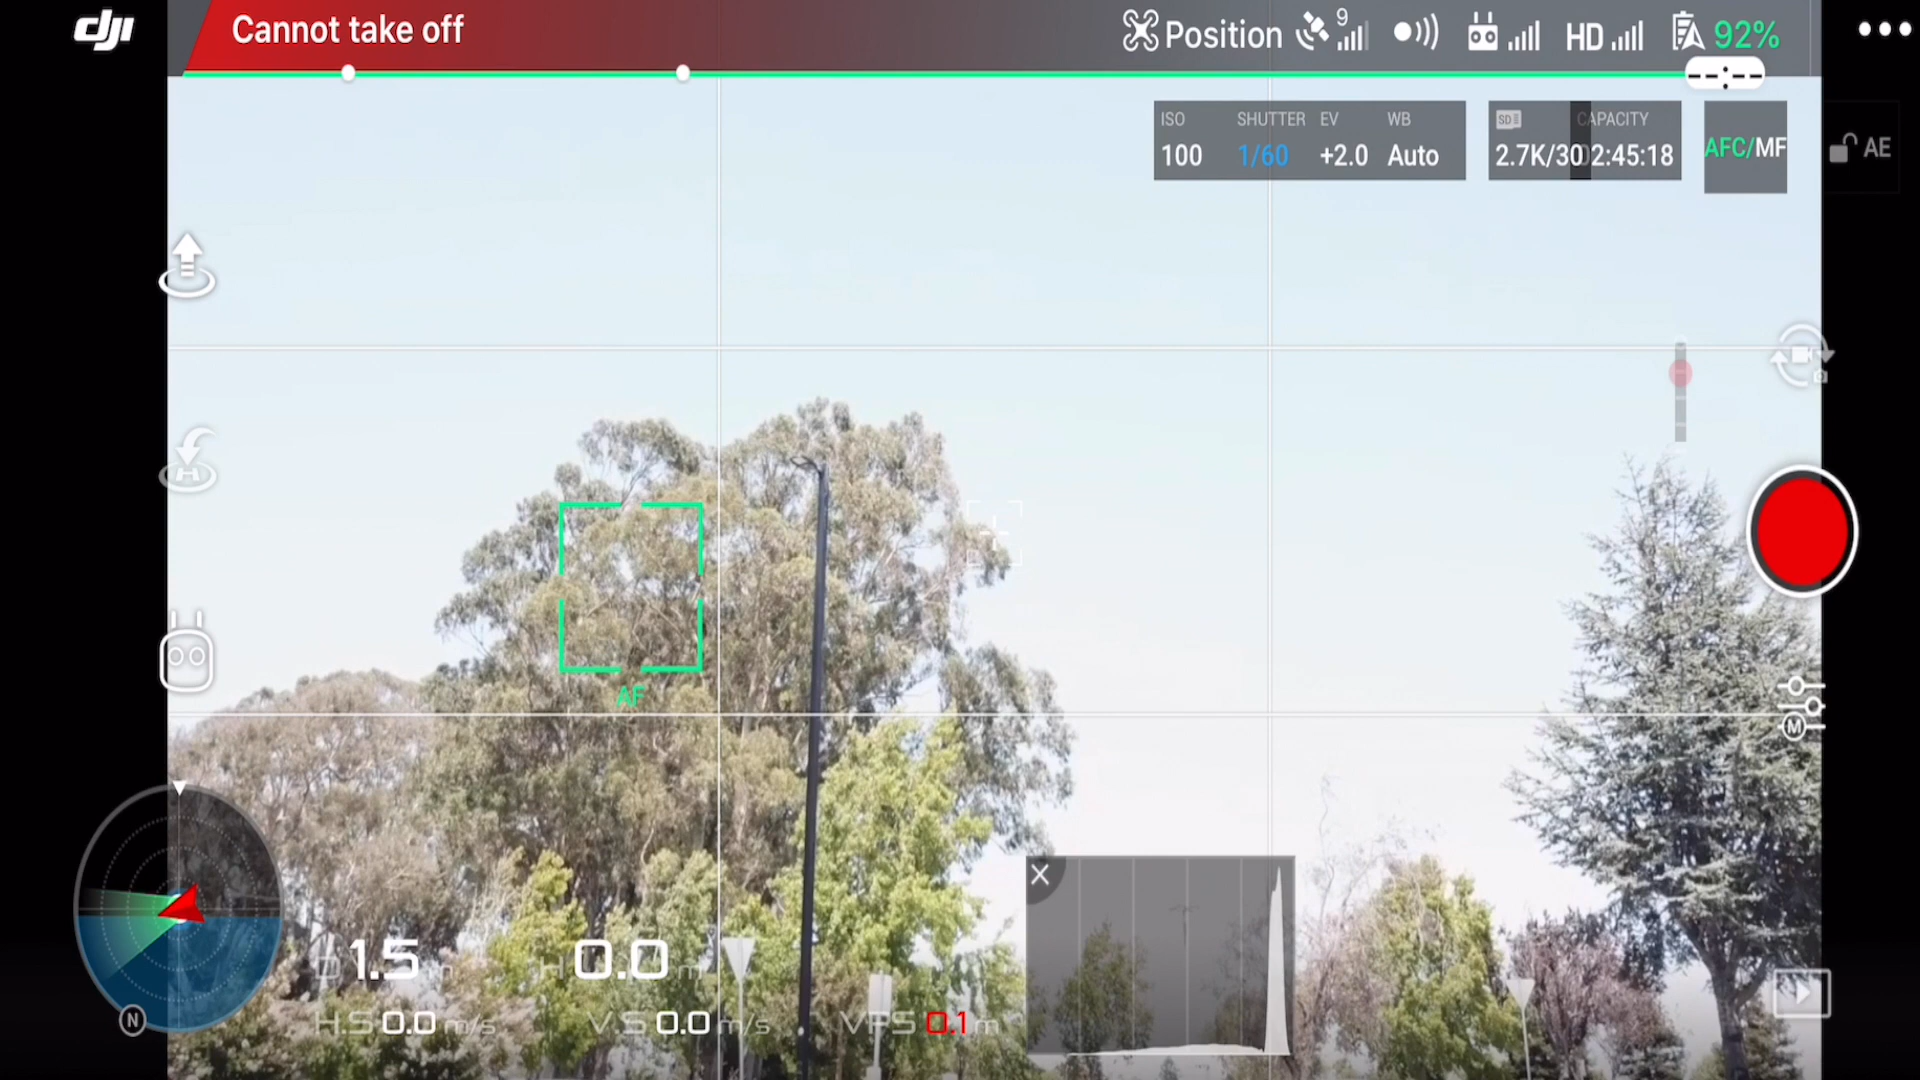 dji
Cannot take off
Position
9
HD
92%
--:--
ISO
SHUTTER
EV
WB
100
1/60
+2.0
Auto
SD
CAPACITY
2.7K/30
02:45:18
AFC/MF
AE
H
AF
M
D 1.5 m
H 0.0 m
H.S 0.0 m/s
V.S 0.0 m/s
VPS 0.1 m
N